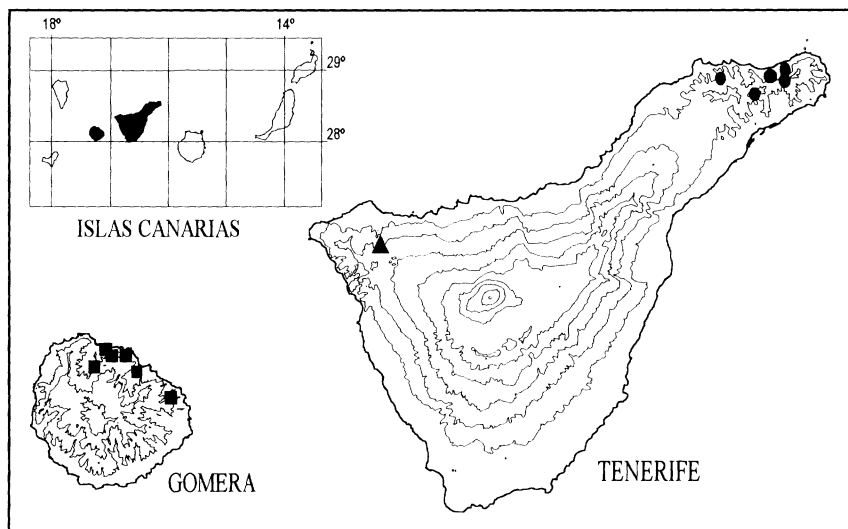 18º 14º
29º
28º
ISLAS CANARIAS
GOMERA
TENERIFE